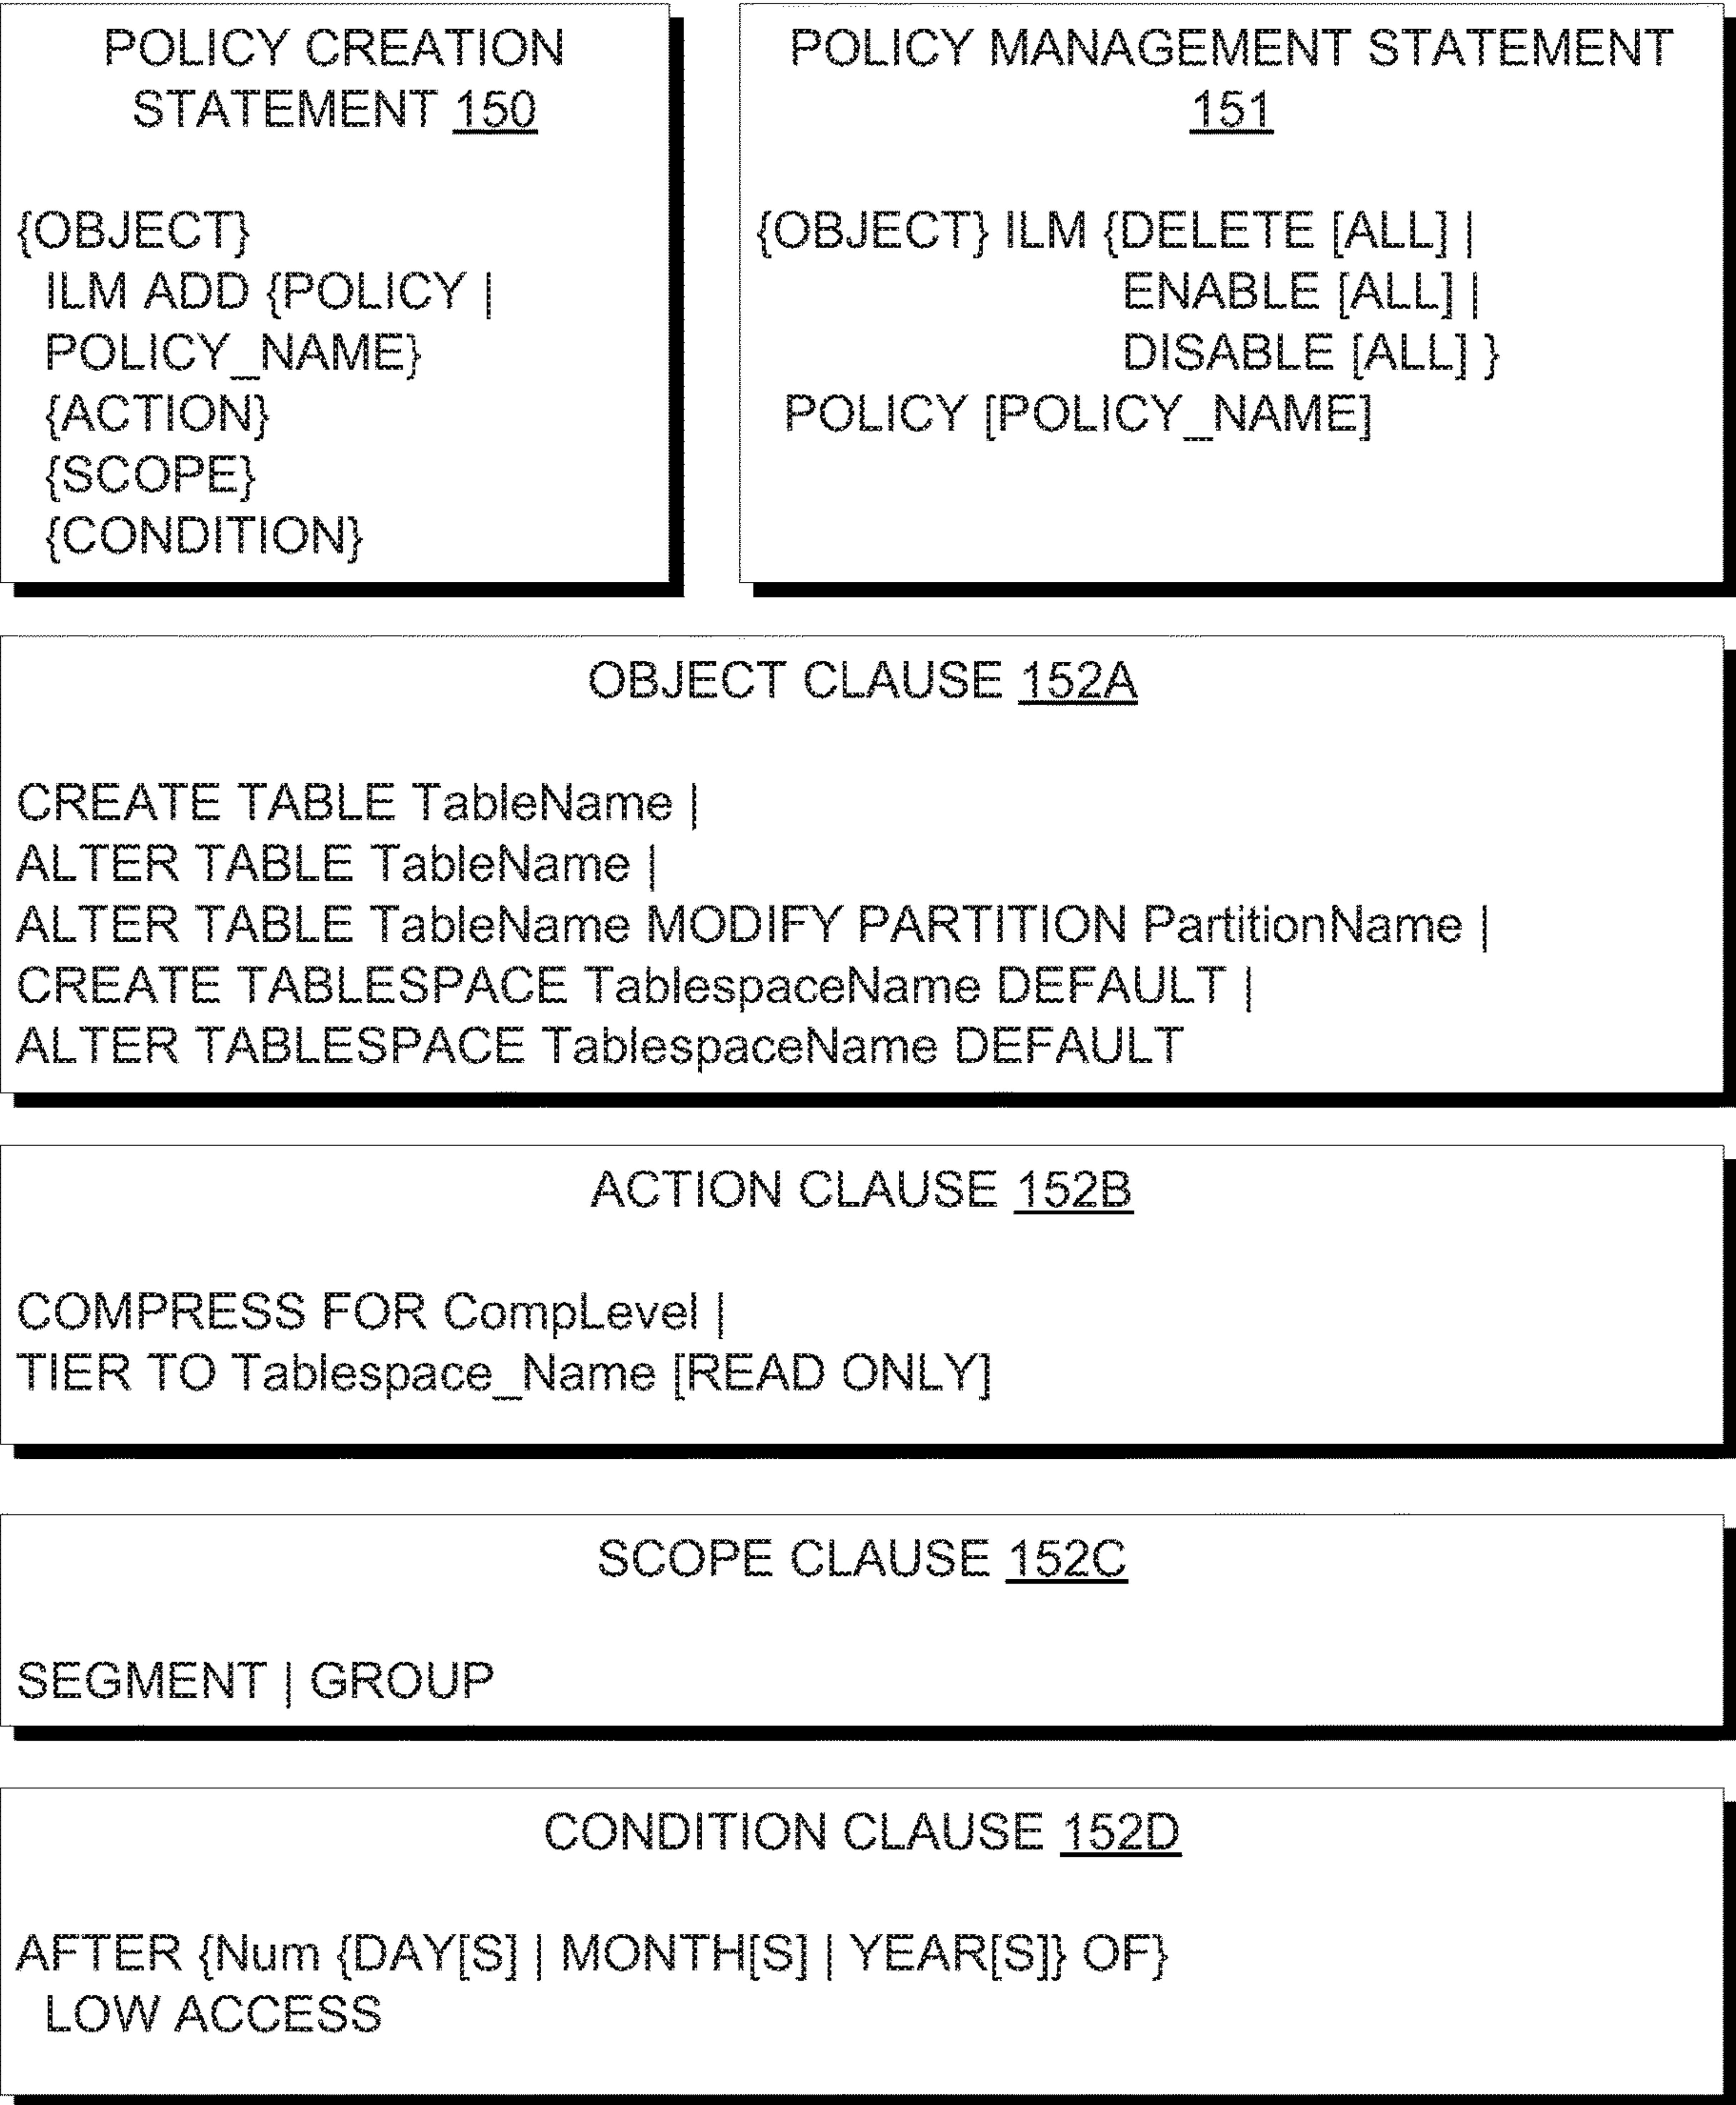 POLICY CREATION
STATEMENT 150
{OBJECT}
ILM ADD {POLICY |
POLICY_NAME}
{ACTION}
{SCOPE}
{CONDITION}
POLICY MANAGEMENT STATEMENT
151
{OBJECT} ILM {DELETE [ALL] |
ENABLE [ALL] |
DISABLE [ALL] }
POLICY [POLICY_NAME]
OBJECT CLAUSE 152A
CREATE TABLE TableName |
ALTER TABLE TableName |
ALTER TABLE TableName MODIFY PARTITION PartitionName |
CREATE TABLESPACE TablespaceName DEFAULT |
ALTER TABLESPACE TablespaceName DEFAULT
ACTION CLAUSE 152B
COMPRESS FOR CompLevel |
TIER TO Tablespace_Name [READ ONLY]
SCOPE CLAUSE 152C
SEGMENT | GROUP
CONDITION CLAUSE 152D
AFTER {Num {DAY[S] | MONTH[S] | YEAR[S]} OF}
LOW ACCESS